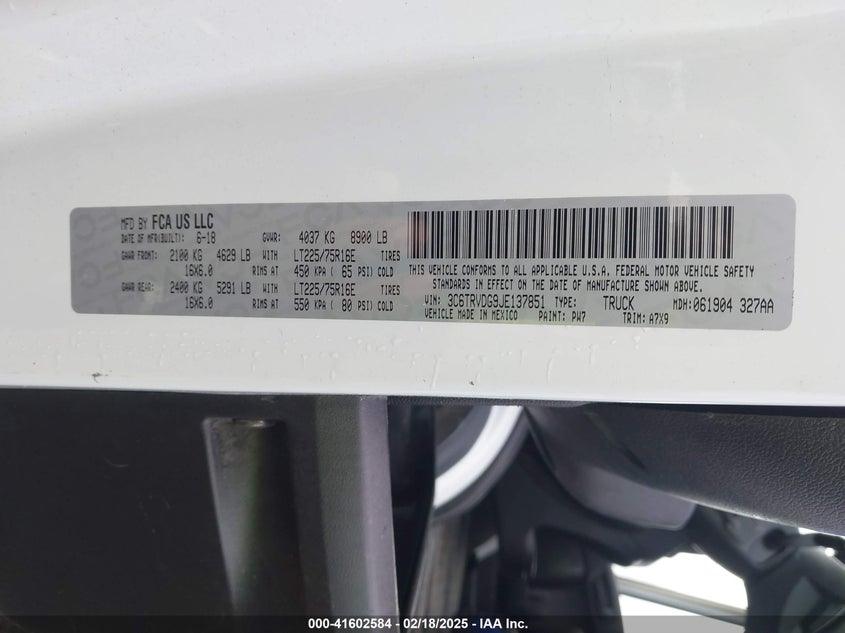 MFD BY FCA US LLC
DATE OF MFR(BUILT): 6-18 GVWR: 4037 KG 8900 LB
GAWR FRONT: 2100 KG 4629 LB WITH LT225/75R16E TIRES
16X6.0 RIMS AT 450 KPA ( 65 PSI) COLD
GAWR REAR: 2400 KG 5291 LB WITH LT225/75R16E TIRES
16X6.0 RIMS AT 550 KPA ( 80 PSI) COLD
THIS VEHICLE CONFORMS TO ALL APPLICABLE U.S.A. FEDERAL MOTOR VEHICLE SAFETY
STANDARDS IN EFFECT ON THE DATE OF MANUFACTURE SHOWN ABOVE.
VIN: 3C6TRVDG9JE137851 TYPE: TRUCK MDH: 061904 327AA
VEHICLE MADE IN MEXICO PAINT: PW7 TRIM: A7X9
000-41602584 - 02/18/2025 - IAA Inc.